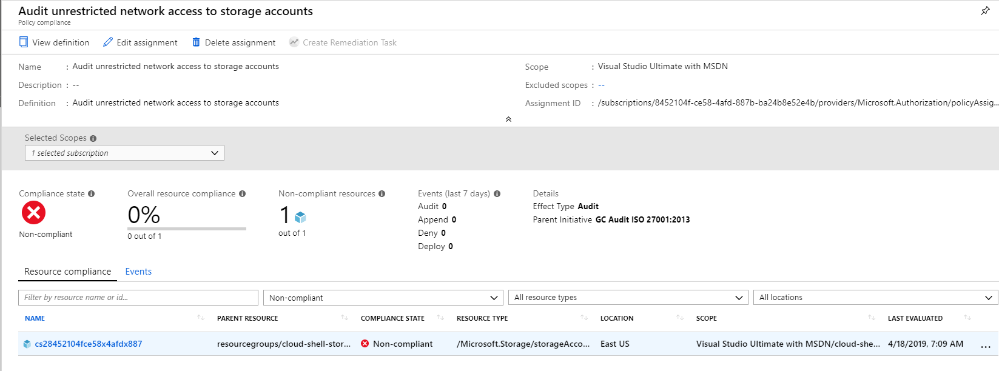 Audit unrestricted network access to storage accounts
Policy compliance
View definition Edit assignment Delete assignment Create Remediation Task
Name : Audit unrestricted network access to storage accounts
Scope : Visual Studio Ultimate with MSDN
Description : --
Excluded scopes : --
Definition : Audit unrestricted network access to storage accounts
Assignment ID : /subscriptions/8452104f-ce58-4afd-887b-ba24b8e52e4b/providers/Microsoft.Authorization/policyAssig...
Selected Scopes
1 selected subscription
Compliance state
Non-compliant
Overall resource compliance
0%
0 out of 1
Non-compliant resources
1
out of 1
Events (last 7 days)
Audit 0
Append 0
Deny 0
Deploy 0
Details
Effect Type Audit
Parent Initiative GC Audit ISO 27001:2013
Resource compliance Events
Filter by resource name or id... Non-compliant All resource types All locations
NAME PARENT RESOURCE COMPLIANCE STATE RESOURCE TYPE LOCATION SCOPE LAST EVALUATED
cs28452104fce58x4afdx887 resourcegroups/cloud-shell-stor... Non-compliant /Microsoft.Storage/storageAcco... East US Visual Studio Ultimate with MSDN/cloud-she... 4/18/2019, 7:09 AM ...